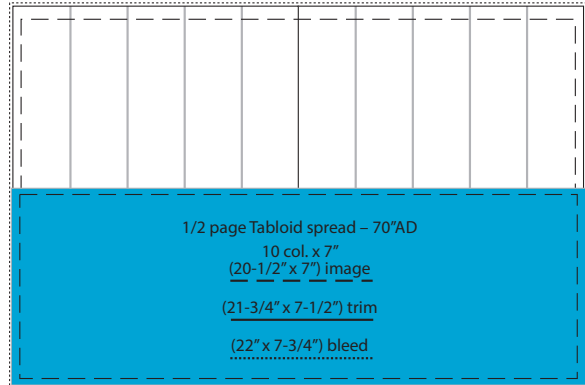 1/2 page Tabloid spread – 70"AD
10 col. x 7"
(20-1/2" x 7") image
(21-3/4" x 7-1/2") trim
(22" x 7-3/4") bleed